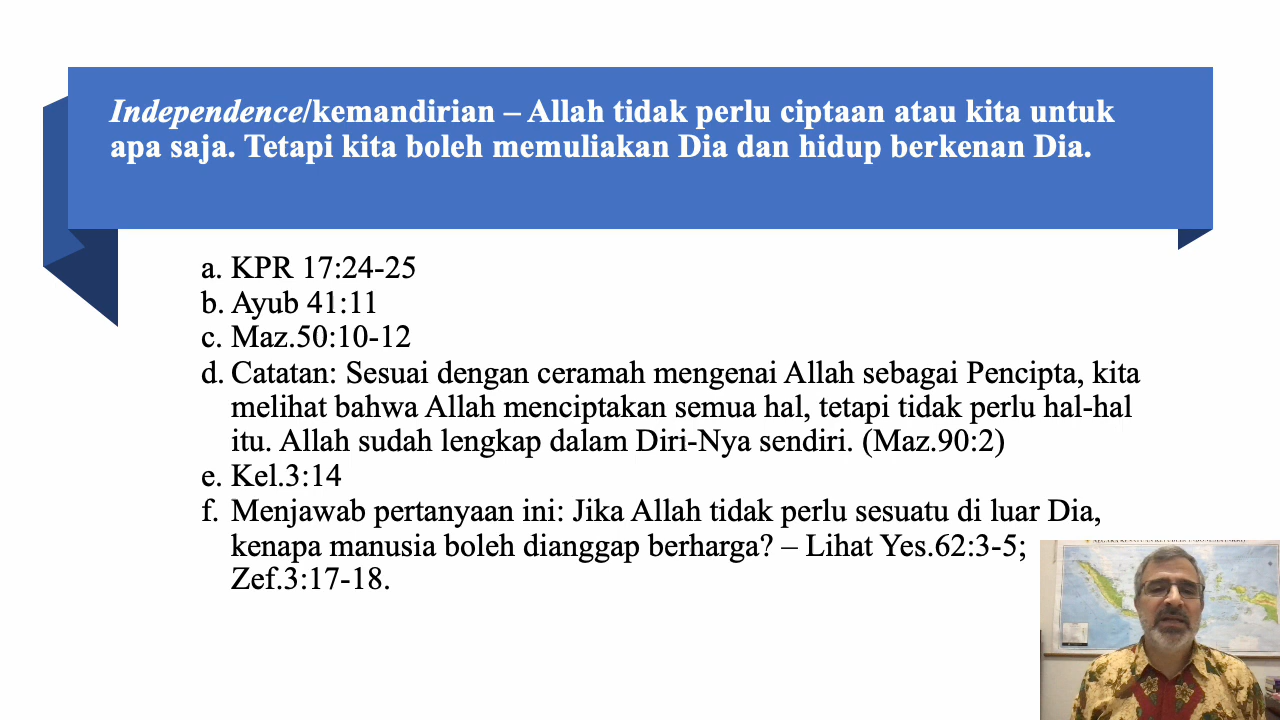 Independence/kemandirian – Allah tidak perlu ciptaan atau kita untuk
apa saja. Tetapi kita boleh memuliakan Dia dan hidup berkenan Dia.
a. KPR 17:24-25
b. Ayub 41:11
c. Maz.50:10-12
d. Catatan: Sesuai dengan ceramah mengenai Allah sebagai Pencipta, kita
melihat bahwa Allah menciptakan semua hal, tetapi tidak perlu hal-hal
itu. Allah sudah lengkap dalam Diri-Nya sendiri. (Maz.90:2)
e. Kel.3:14
f. Menjawab pertanyaan ini: Jika Allah tidak perlu sesuatu di luar Dia,
kenapa manusia boleh dianggap berharga? – Lihat Yes.62:3-5;
Zef.3:17-18.